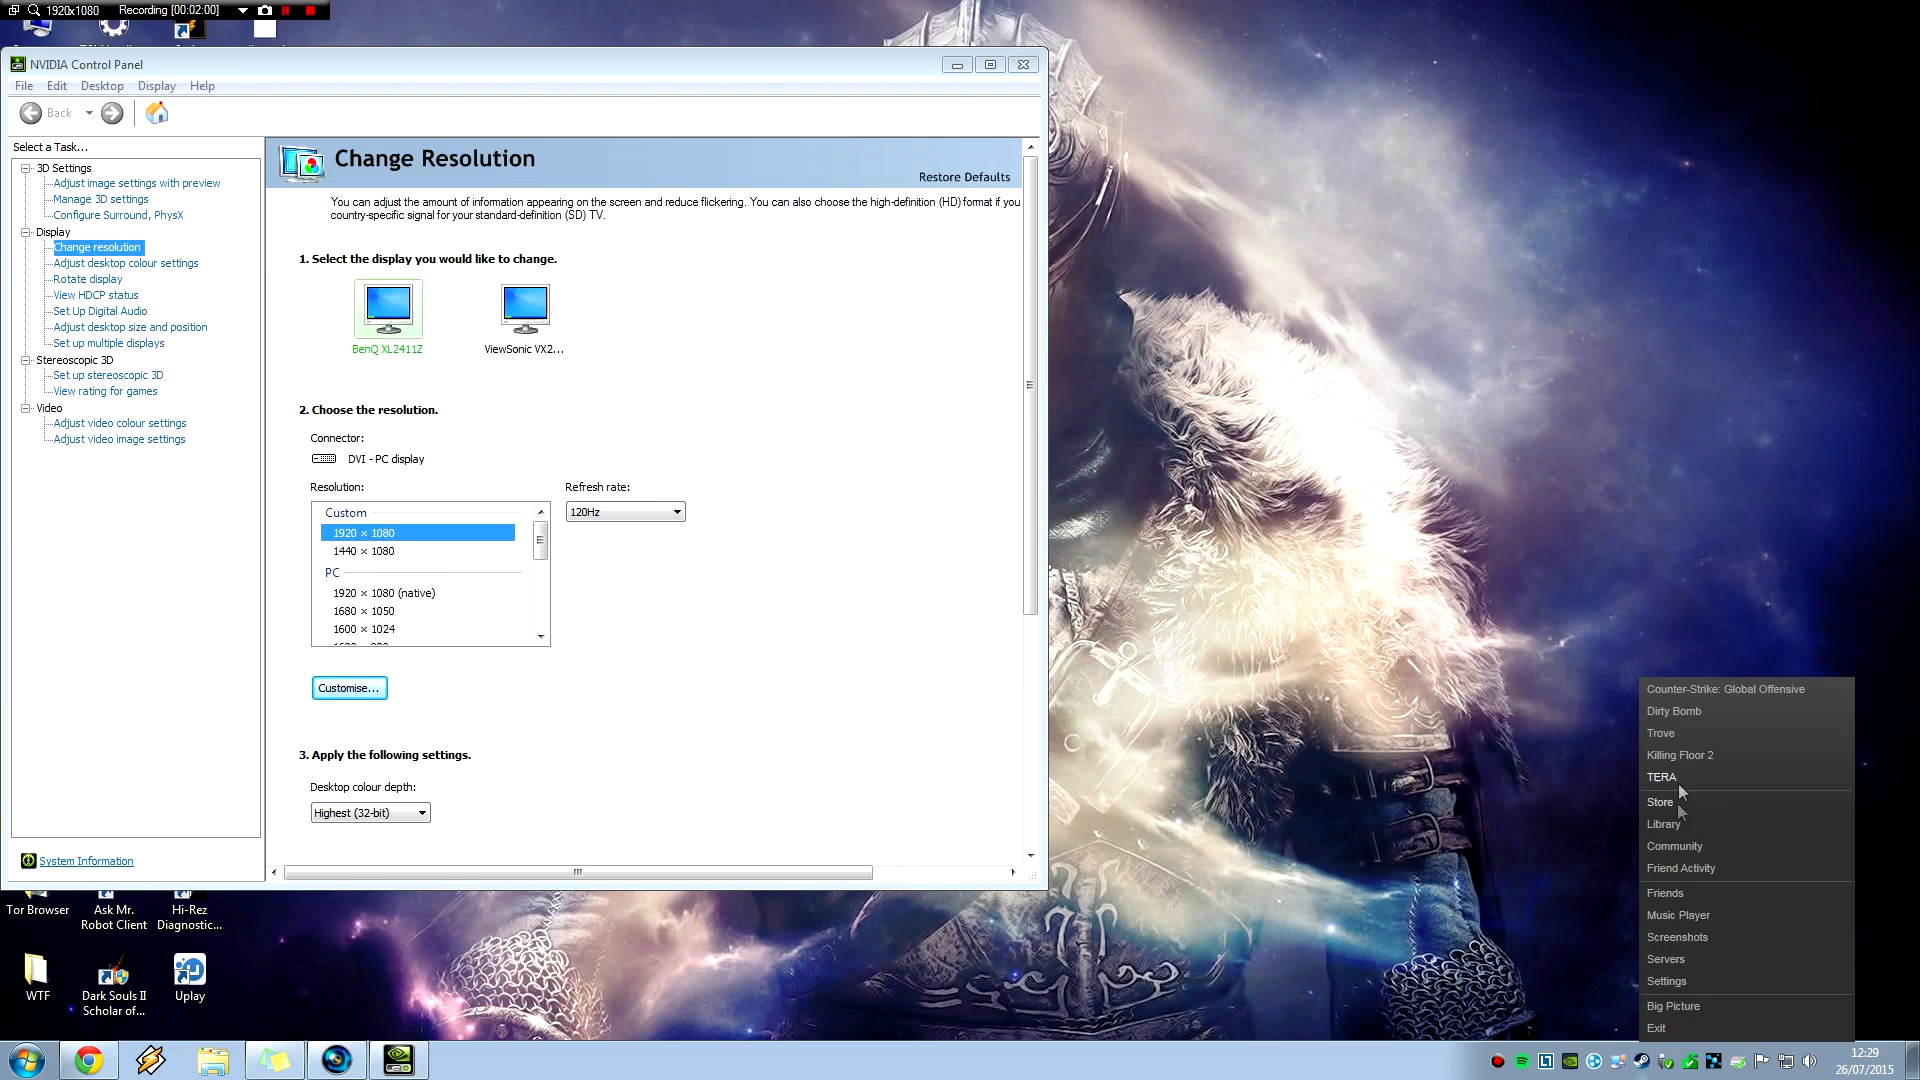 1920x1080
Recording [00:02:00]
NVIDIA Control Panel
File Edit Desktop Display Help
Back
Select a Task...
3D Settings
Adjust image settings with preview
Manage 3D settings
Configure Surround, PhysX
Display
Change resolution
Adjust desktop colour settings
Rotate display
View HDCP status
Set Up Digital Audio
Adjust desktop size and position
Set up multiple displays
Stereoscopic 3D
Set up stereoscopic 3D
View rating for games
Video
Adjust video colour settings
Adjust video image settings
System Information
Change Resolution
Restore Defaults
You can adjust the amount of information appearing on the screen and reduce flickering. You can also choose the high-definition (HD) format if you
country-specific signal for your standard-definition (SD) TV.
1. Select the display you would like to change.
BenQ XL2411Z
ViewSonic VX2...
2. Choose the resolution.
Connector:
DVI - PC display
Resolution:
Refresh rate:
Custom
1920 × 1080
1440 × 1080
PC
1920 × 1080 (native)
1680 × 1050
1600 × 1024
120Hz
Customise...
3. Apply the following settings.
Desktop colour depth:
Highest (32-bit)
Tor Browser
Ask Mr.
Robot Client
Hi-Rez
Diagnostic...
WTF
Dark Souls II
Scholar of...
Uplay
Counter-Strike: Global Offensive
Dirty Bomb
Trove
Killing Floor 2
TERA
Store
Library
Community
Friend Activity
Friends
Music Player
Screenshots
Servers
Settings
Big Picture
Exit
12:29
26/07/2015